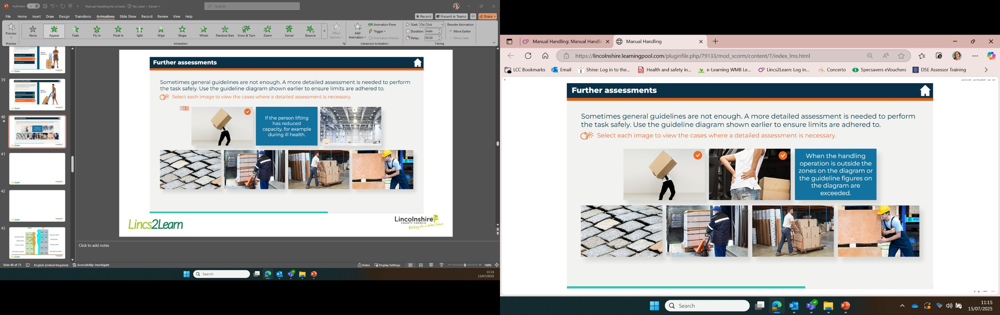 AutoSave
Manual Handling for schools
No Label • Saved
Search
File Home Insert Draw Design Transitions Animations Slide Show Record Review View Help
Record
Present in Teams
Share
Preview
None
Appear
Fade
Fly In
Float In
Split
Wipe
Shape
Wheel
Random Bars
Grow & Turn
Zoom
Swivel
Bounce
Effect
Options
Add
Animation
Animation Pane
Trigger
Animation Painter
Start: On Click
Duration: Auto
Delay: 00.00
Reorder Animation
Move Earlier
Move Later
Preview
Animation
Advanced Animation
Timing
39
40
41
42
43
Further assessments
Sometimes general guidelines are not enough. A more detailed assessment is needed to perform
the task safely. Use the guideline diagram shown earlier to ensure limits are adhered to.
Select each image to view the cases where a detailed assessment is necessary.
2
If the person lifting
has reduced
capacity, for example
during ill health.
Lincs2Learn
Lincolnshire
COUNTY COUNCIL
Working for a better future
Click to add notes
Slide 40 of 73
English (United Kingdom)
Accessibility: Investigate
Notes
Display Settings
100%
Search
11:15
15/07/2025
Manual Handling: Manual Handli
Manual Handling
https://lincolnshire.learningpool.com/pluginfile.php/79133/mod_scorm/content/7/index_lms.html
LCC Bookmarks
Email
Shine: Log in to the...
Health and safety in...
e-Learning WMB Le...
Lincs2Learn: Log in...
Concerto
Specsavers eVouchers
DSE Assessor Training
Further assessments
Sometimes general guidelines are not enough. A more detailed assessment is needed to perform
the task safely. Use the guideline diagram shown earlier to ensure limits are adhered to.
Select each image to view the cases where a detailed assessment is necessary.
When the handling
operation is outside the
zones on the diagram or
the guideline figures on
the diagram are
exceeded.
01
Search
11:15
15/07/2025